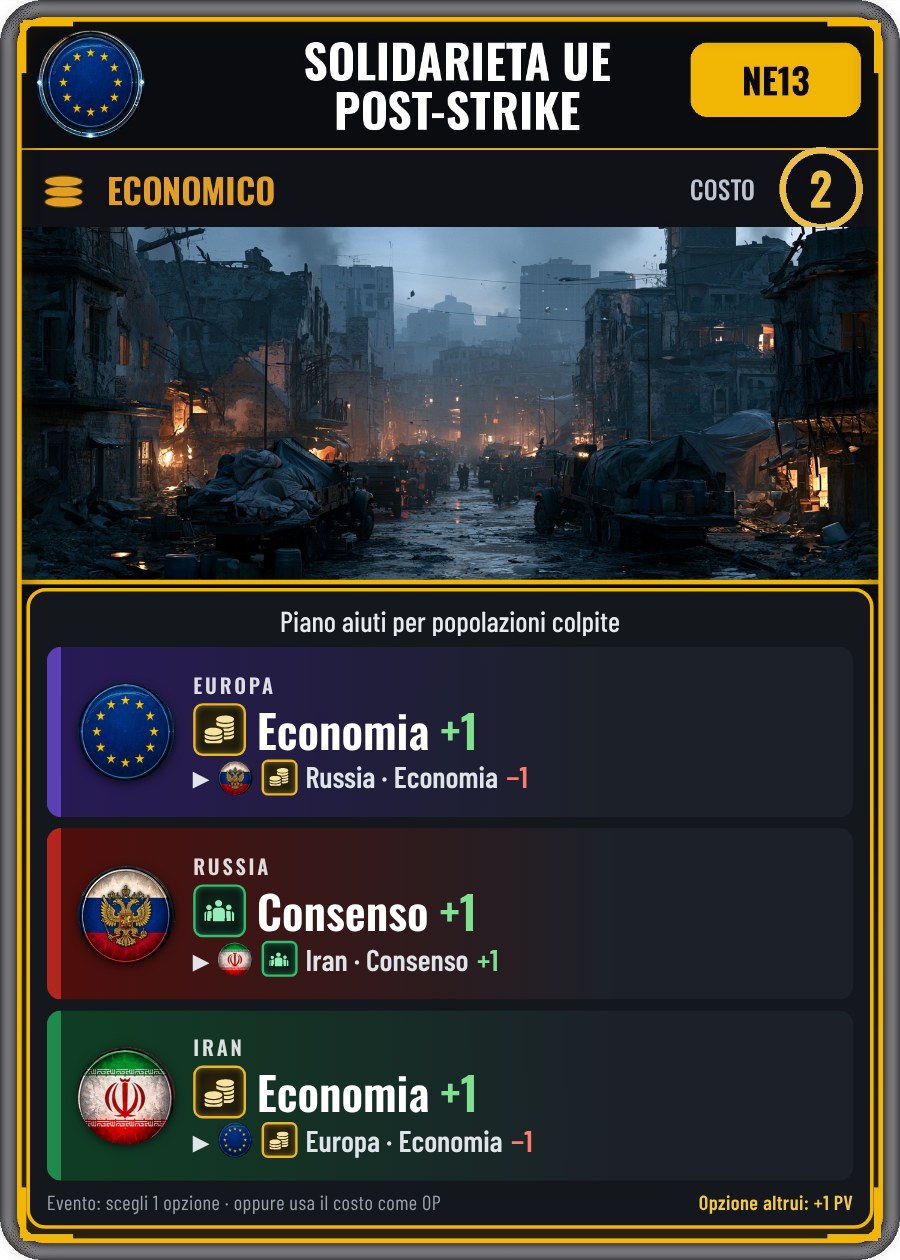 SOLIDARIETA UE
POST-STRIKE
NE13
ECONOMICO
COSTO
2
Piano aiuti per popolazioni colpite
EUROPA
Economia +1
▶ Russia · Economia −1
RUSSIA
Consenso +1
▶ Iran · Consenso +1
IRAN
Economia +1
▶ Europa · Economia −1
Evento: scegli 1 opzione · oppure usa il costo come OP
Opzione altrui: +1 PV